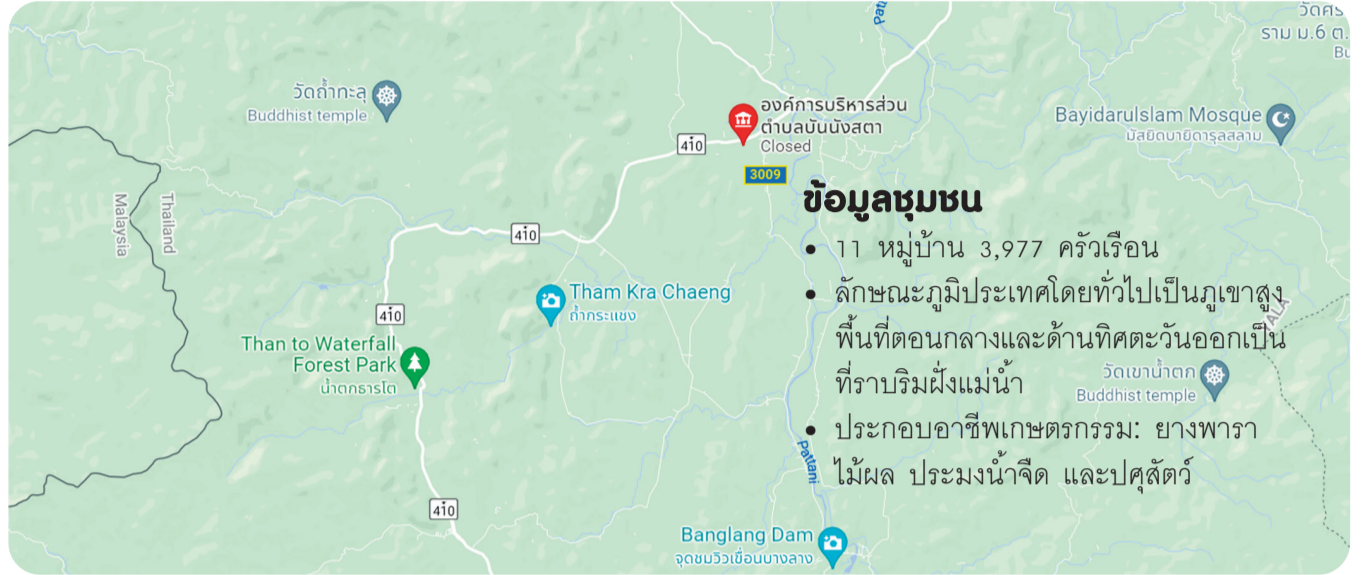 วัดศร
ราม ม.6 ต.
Bu
Patt
วัดถ้ำทะลุ
Buddhist temple
องค์การบริหารส่วน
ตำบลบันนังสตา
Closed
Bayidarulslam Mosque
มัสยิดบายิดารุลสลาม
410
3009
Malaysia
Thailand
ข้อมูลชุมชน
• 11 หมู่บ้าน 3,977 ครัวเรือน
• ลักษณะภูมิประเทศโดยทั่วไปเป็นภูเขาสูง
พื้นที่ตอนกลางและด้านทิศตะวันออกเป็น
ที่ราบริมฝั่งแม่น้ำ
• ประกอบอาชีพเกษตรกรรม: ยางพารา
ไม้ผล ประมงน้ำจืด และปศุสัตว์
410
Tham Kra Chaeng
ถ้ำกระแชง
410
Than to Waterfall
Forest Park
น้ำตกธารโต
ALA
วัดเขาน้ำตก
Buddhist temple
Pattani
410
Banglang Dam
จุดชมวิวเขื่อนบางลาง